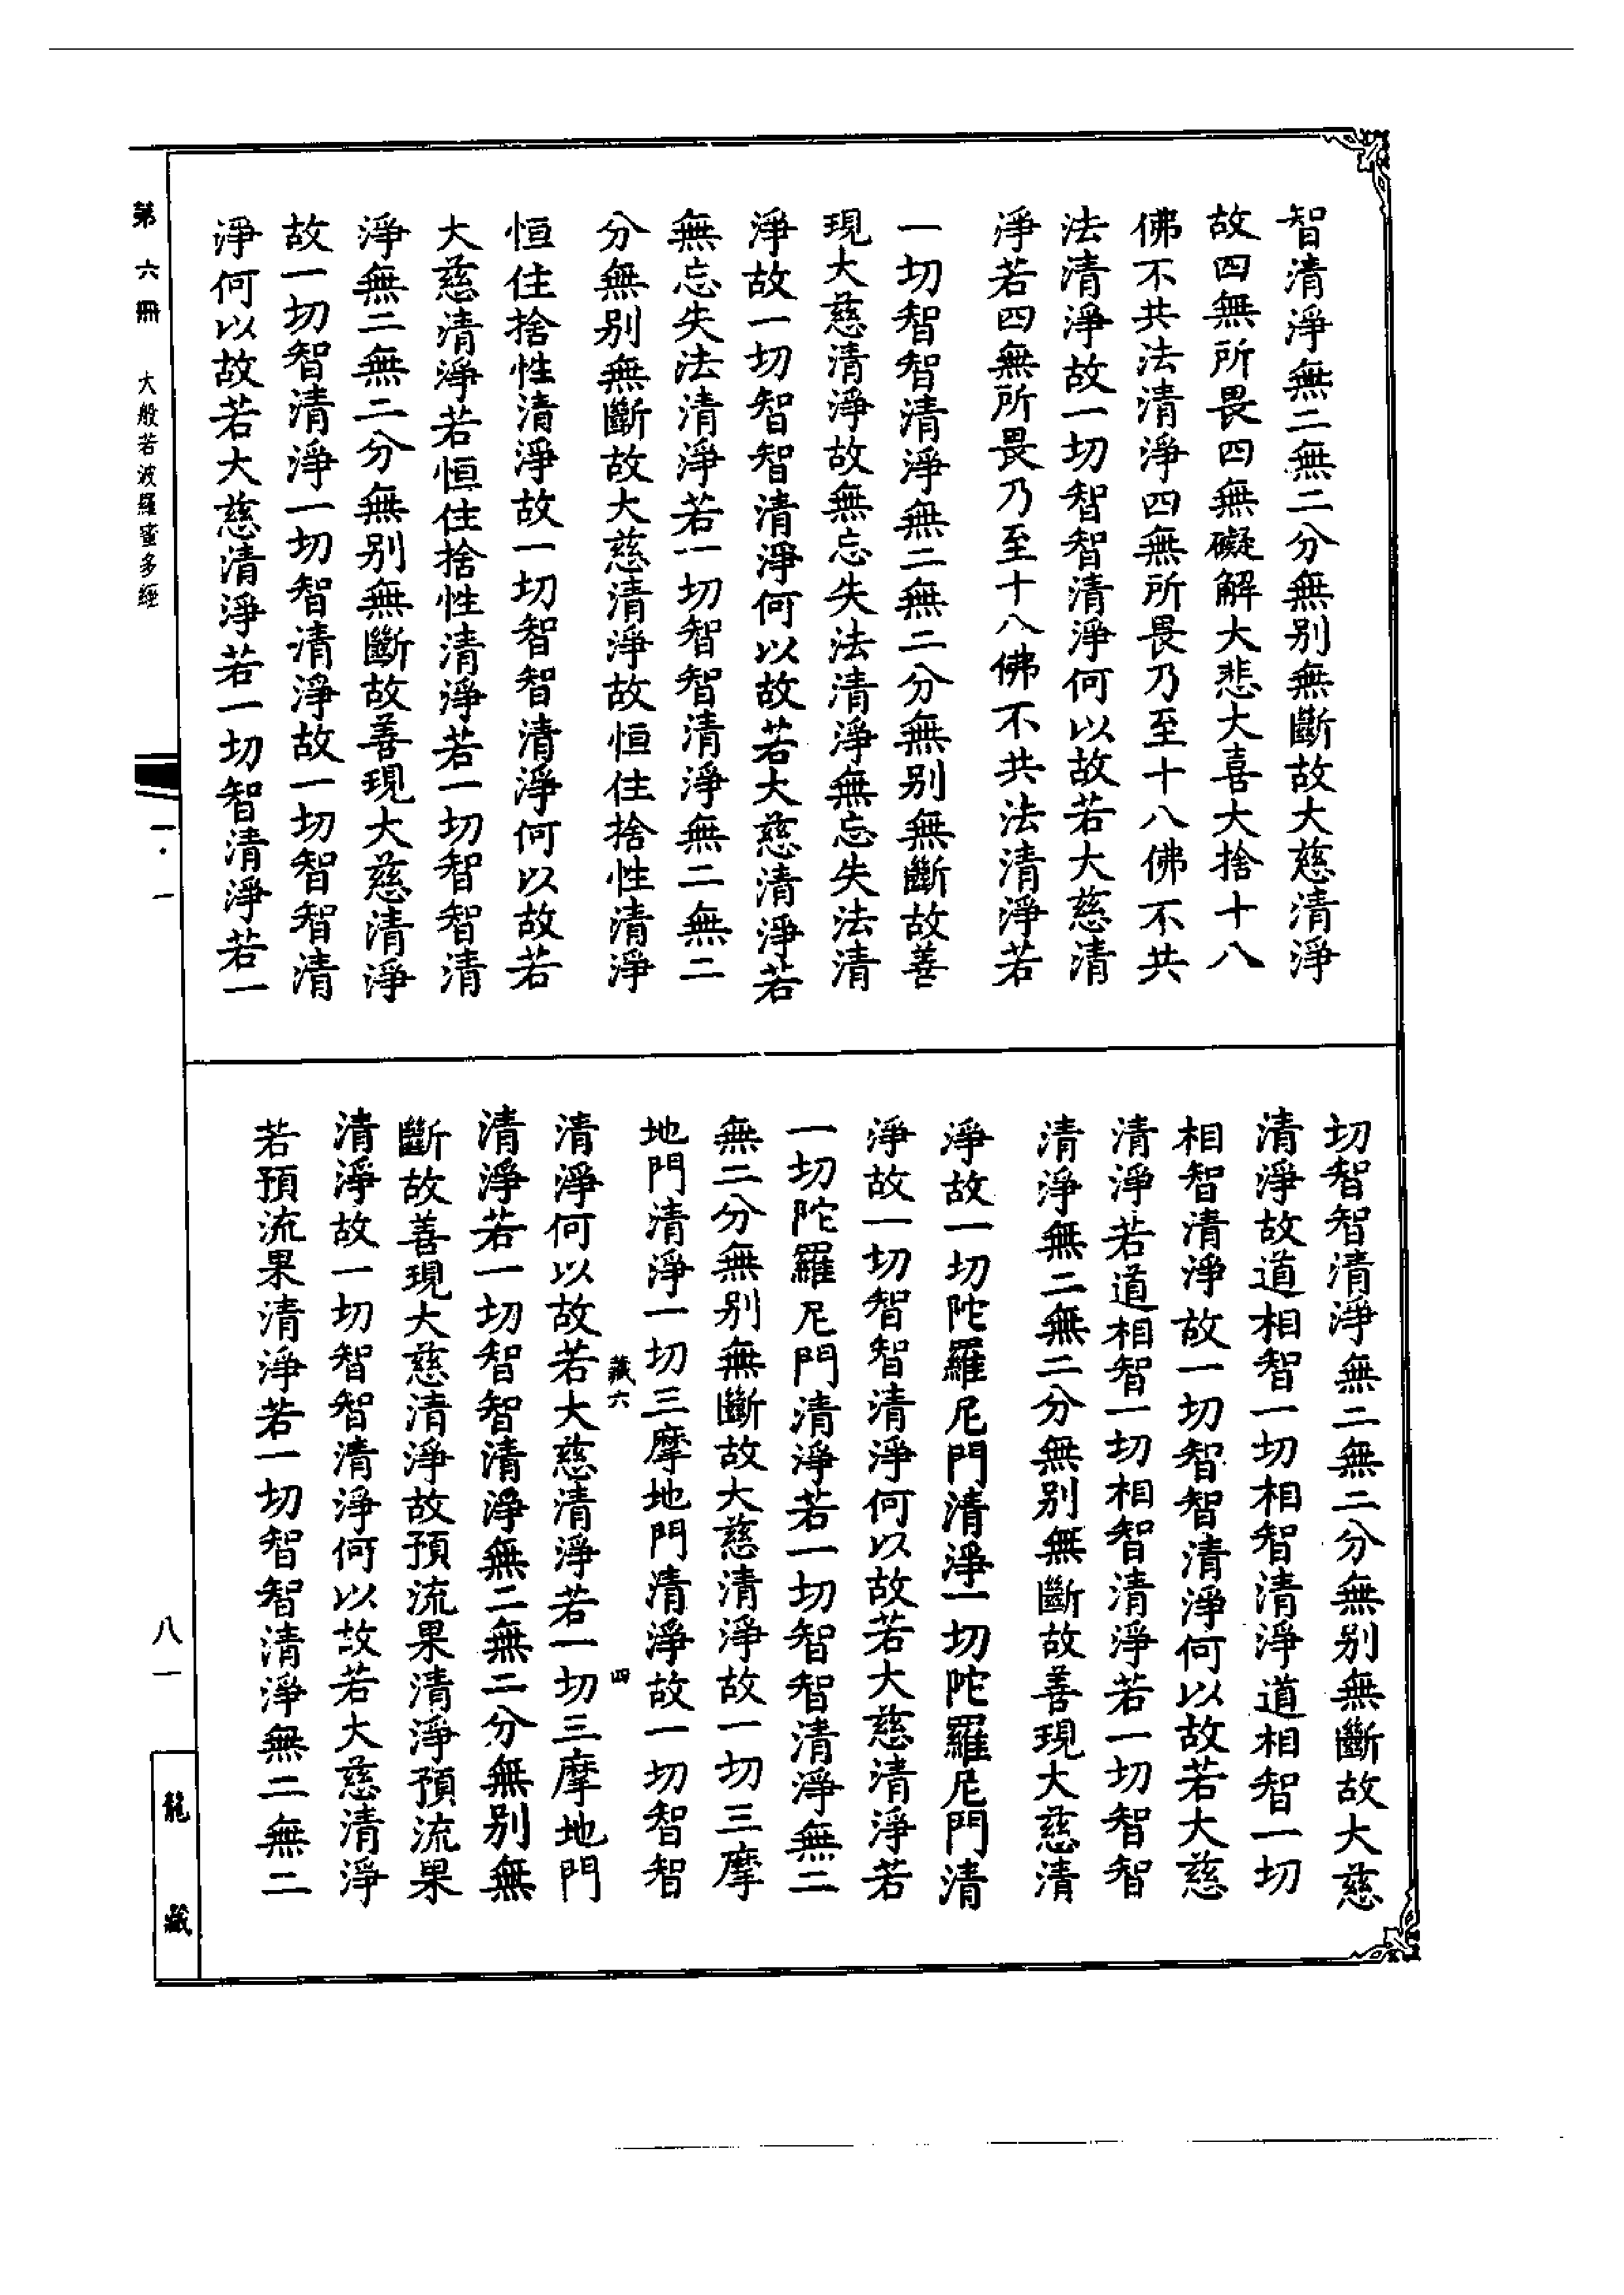 智清淨無二無二分無別無斷故大慈清淨
故四無所畏四無礙解大悲大喜大捨十八
佛不共法清淨四無所畏乃至十八佛不共
法清淨故一切智智清淨何以故若大慈清
淨若四無所畏乃至十八佛不共法清淨若
一切智智清淨無二無二分無別無斷故善
現大慈清淨故無忘失法清淨無忘失法清
淨故一切智智清淨何以故若大慈清淨若
無忘失法清淨若一切智智清淨無二無二
分無別無斷故大慈清淨故恒住捨性清淨
恒住捨性清淨故一切智智清淨何以故若
大慈清淨若恒住捨性清淨若一切智智清
淨無二無二分無別無斷故善現大慈清淨
故一切智清淨一切智清淨故一切智智清
淨何以故若大慈清淨若一切智清淨若一
切智智清淨無二無二分無別無斷故大慈
清淨故道相智一切相智清淨道相智一切
相智清淨故一切智智清淨何以故若大慈
清淨若道相智一切相智清淨若一切智智
清淨無二無二分無別無斷故善現大慈清
淨故一切陀羅尼門清淨一切陀羅尼門清
淨故一切智智清淨何以故若大慈清淨若
一切陀羅尼門清淨若一切智智清淨無二
無二分無別無斷故大慈清淨故一切三摩
地門清淨一切三摩地門清淨故一切智智
藏六 四
清淨何以故若大慈清淨若一切三摩地門
清淨若一切智智清淨無二無二分無別無
斷故善現大慈清淨故預流果清淨預流果
清淨故一切智智清淨何以故若大慈清淨
若預流果清淨若一切智智清淨無二無二
第六冊 大般若波羅蜜多經
一·一
八一
龍藏